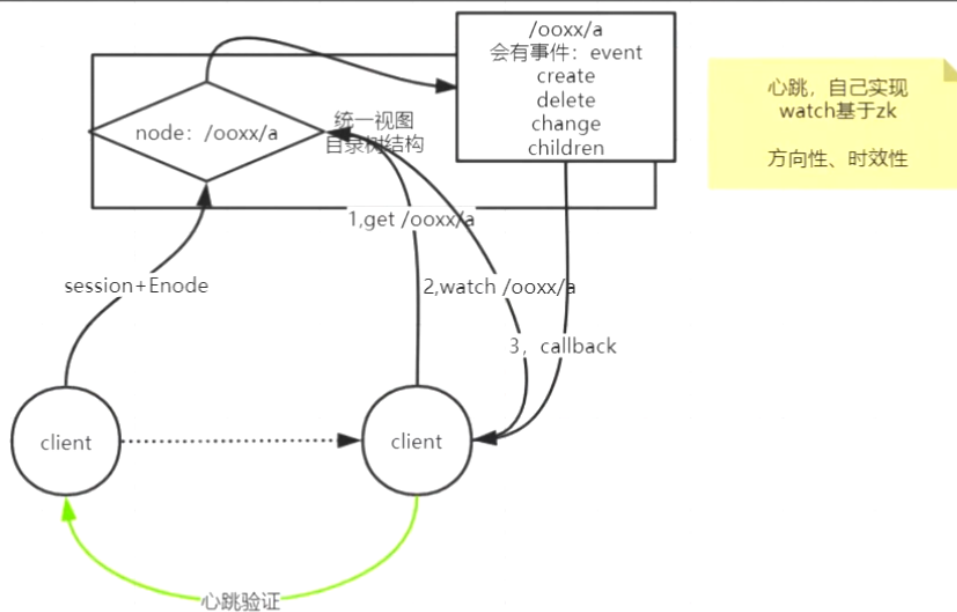 /ooxx/a
会有事件：event
create
delete
change
children
node：/ooxx/a
统一视图
目录树结构
心跳，自己实现
watch基于zk
方向性、时效性
1,get /ooxx/a
session+Enode
2,watch /ooxx/a
3，callback
client
client
心跳验证